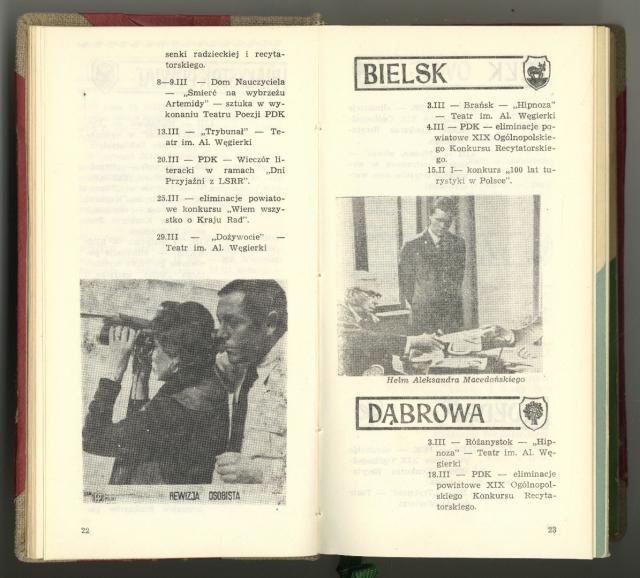 senki radzieckiej i recyta-
torskiego.
8—9.III — Dom Nauczyciela
— „Śmierć na wybrzeżu
Artemidy” — sztuka w wy-
konaniu Teatru Poezji PDK
13.III — „Trybunał” — Te-
atr im. Al. Węgierki
20.III — PDK — Wieczór li-
teracki w ramach „Dni
Przyjaźni z LSRR”.
25.III — eliminacje powiato-
we konkursu „Wiem wszy-
stko o Kraju Rad”.
29.III — „Dożywocie” —
Teatr im. Al. Węgierki
REWIZJA OSOBISTA
22
BIELSK
3.III — Brańsk — „Hipnoza”
— Teatr im. Al. Węgierki
4.III — PDK — eliminacje po-
wiatowe XIX Ogólnopolskie-
go Konkursu Recytatorskie-
go.
15.II I— konkurs „100 lat tu-
rystyki w Polsce”.
Hełm Aleksandra Macedońskiego
DĄBROWA
3.III — Różanystok — „Hip-
noza” — Teatr im. Al. Wę-
gierki
18.III — PDK — eliminacje
powiatowe XIX Ogólnopol-
skiego Konkursu Recyta-
torskiego.
23